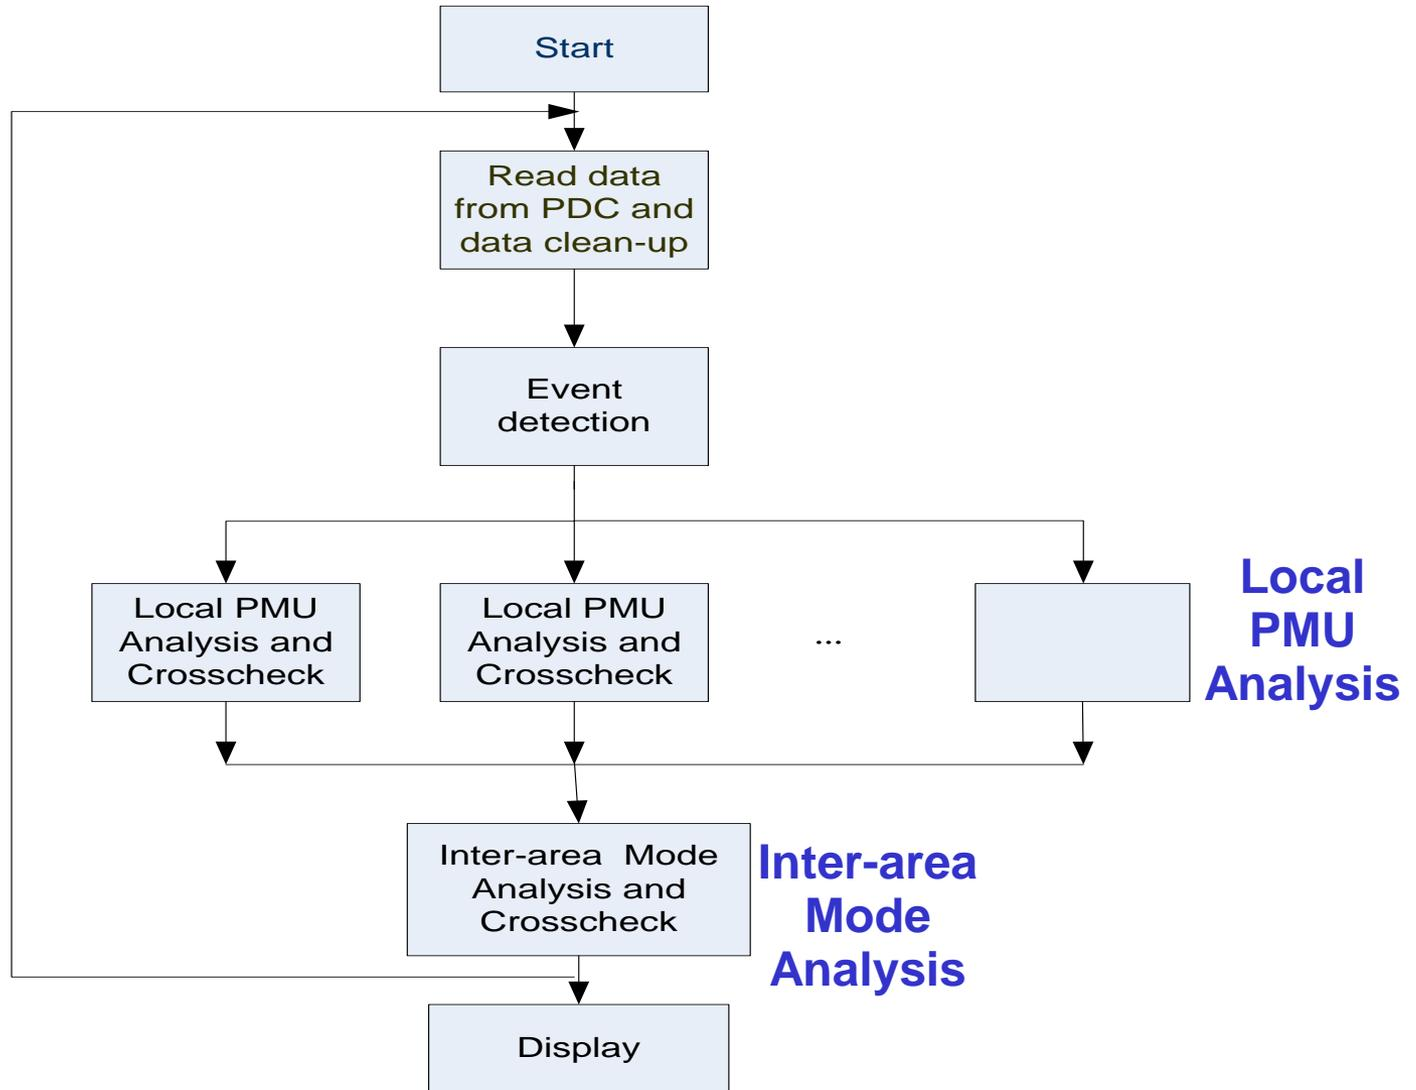 Start
Read data
from PDC and
data clean-up
Event
detection
Local PMU
Analysis and
Crosscheck
Local PMU
Analysis and
Crosscheck
...
Local
PMU
Analysis
Inter-area  Mode
Analysis and
Crosscheck
Inter-area
Mode
Analysis
Display